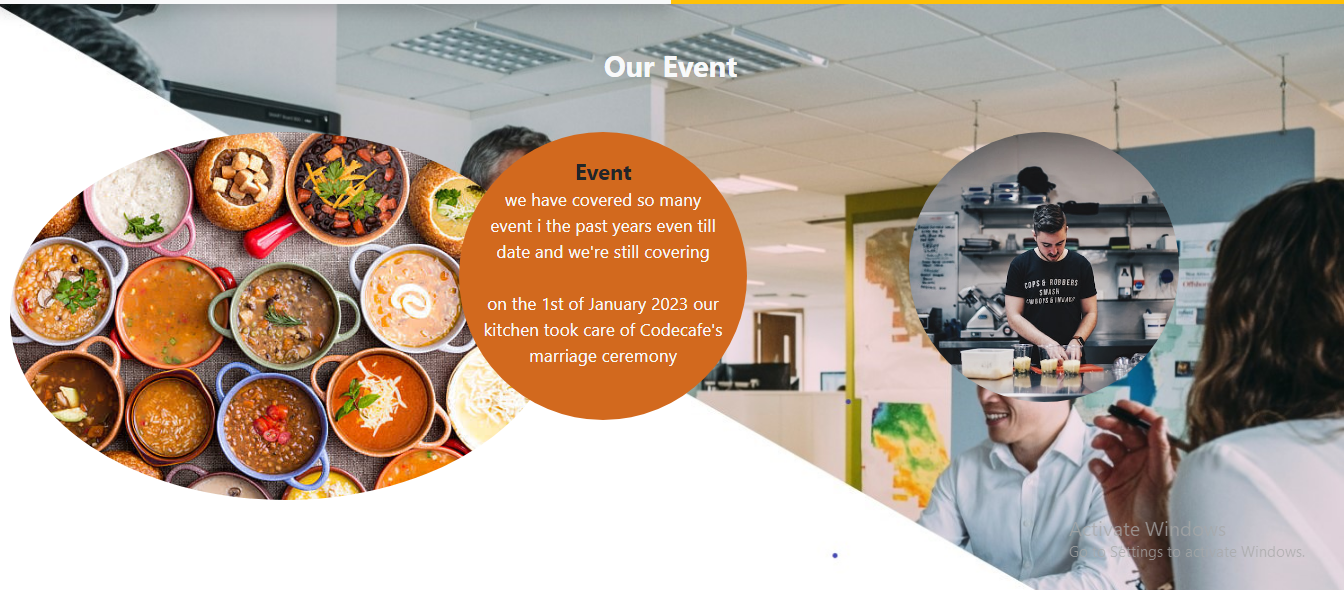 Our Event
Event
we have covered so many
event i the past years even till
date and we're still covering
on the 1st of January 2023 our
kitchen took care of Codecafe's
marriage ceremony
COPS & ROBBERS
SMASH
Activate Windows
Go to Settings to activate Windows.